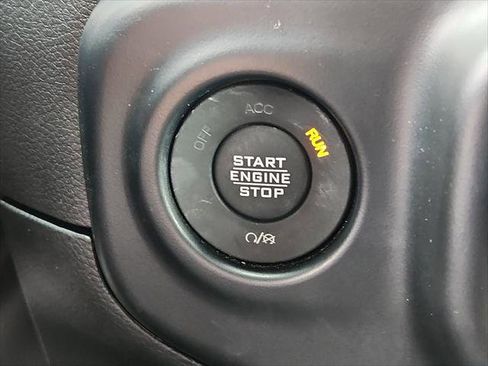 OFF
ACC
RUN
START
ENGINE
STOP